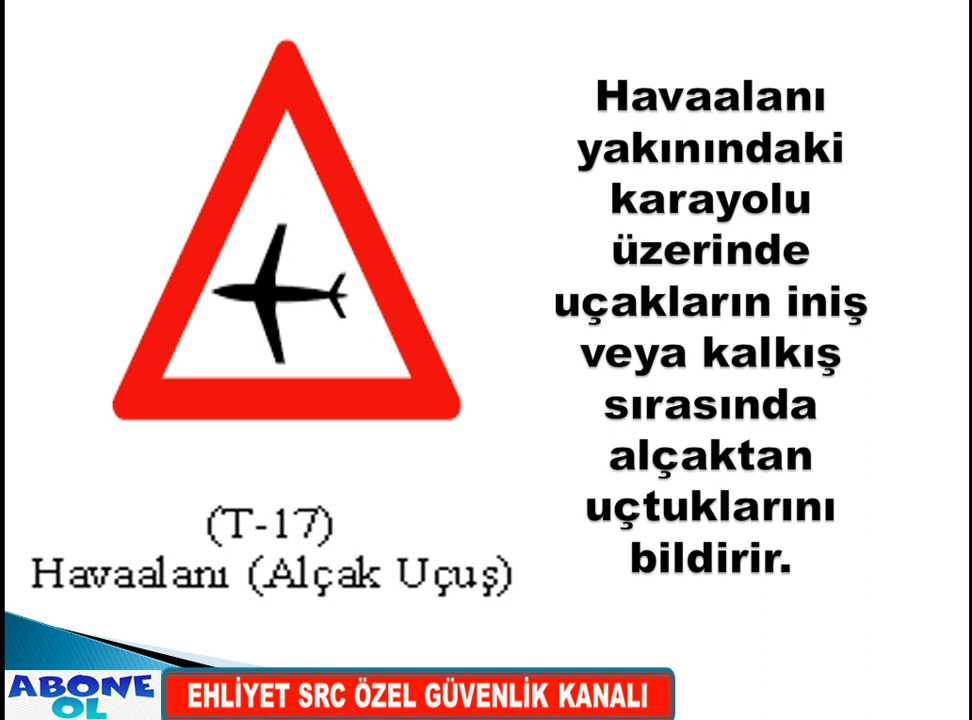 Havaalanı
yakınındaki
karayolu
üzerinde
uçakların iniş
veya kalkış
sırasında
alçaktan
uçtuklarını
bildirir.
(T-17)
Havaalanı (Alçak Uçuş)
ABONE
OL
EHLİYET SRC ÖZEL GÜVENLİK KANALI